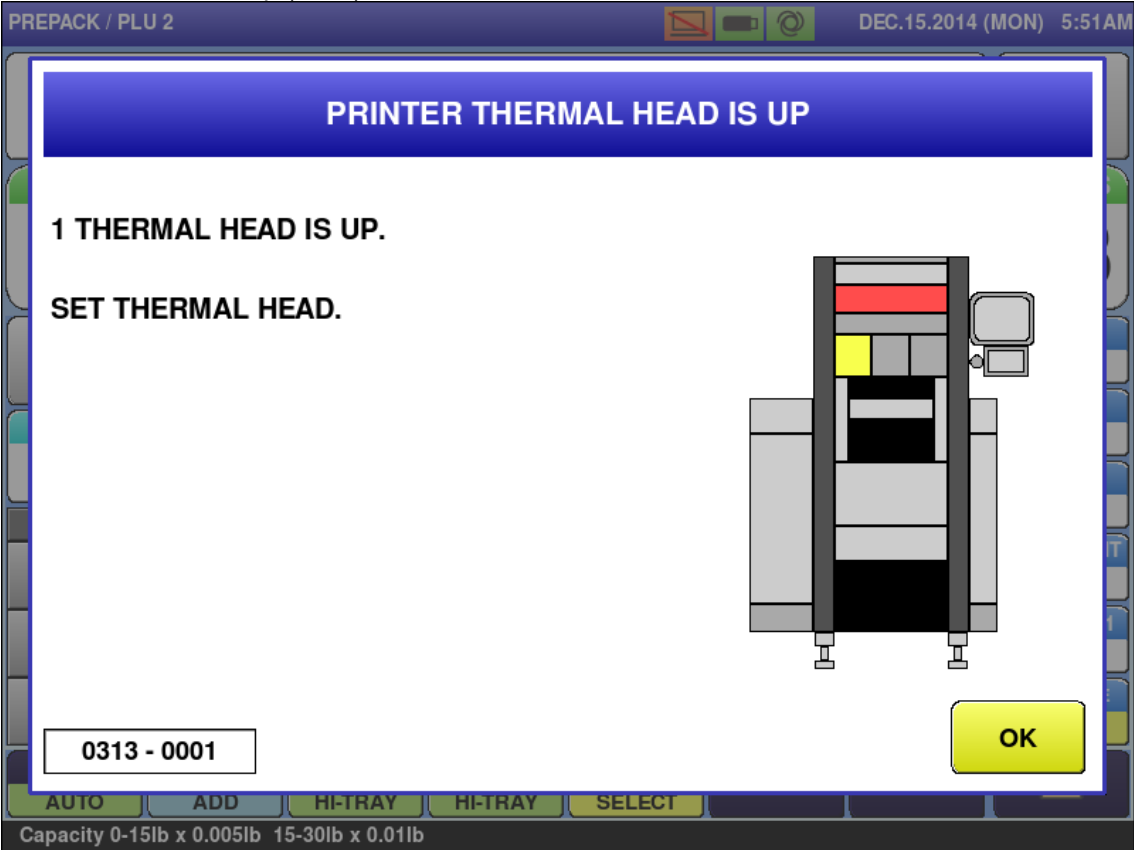 PREPACK / PLU 2
DEC.15.2014 (MON) 5:51AM
PRINTER THERMAL HEAD IS UP
1 THERMAL HEAD IS UP.
SET THERMAL HEAD.
0313 - 0001
OK
AUTO
ADD
HI-TRAY
HI-TRAY
SELECT
Capacity 0-15lb x 0.005lb 15-30lb x 0.01lb